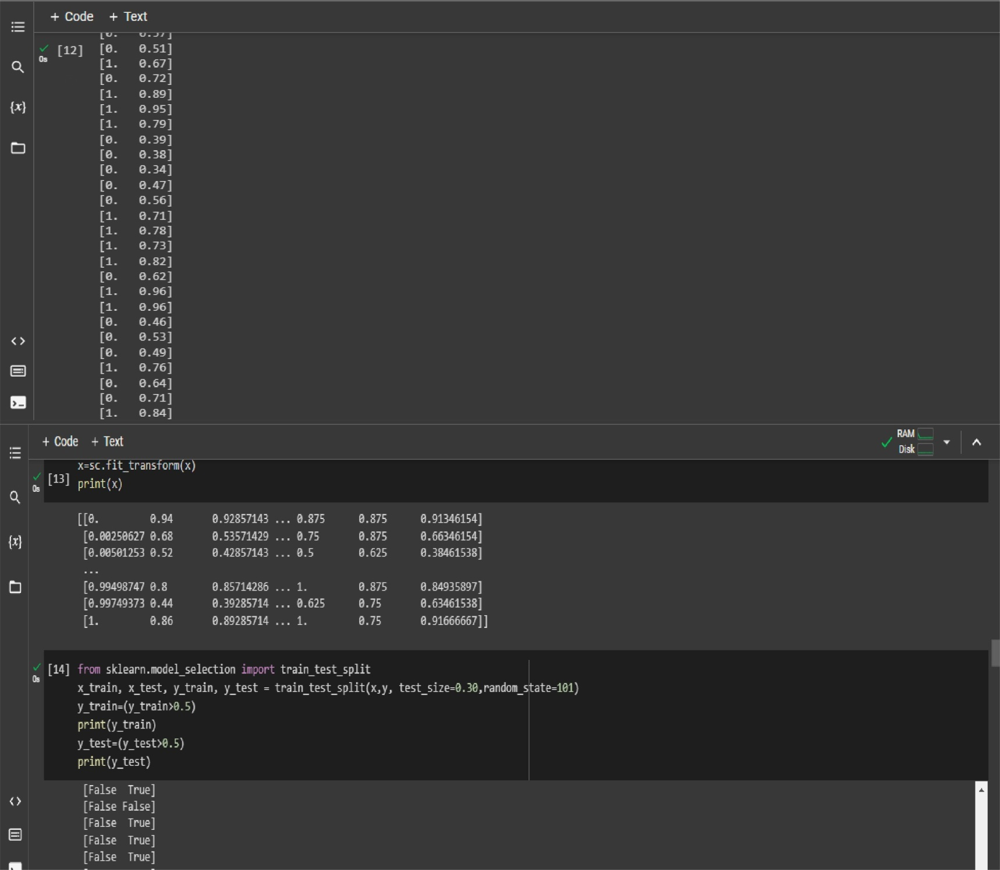 + Code + Text
[0. 0.57]
[12] [0. 0.51]
0s
[1. 0.67]
[0. 0.72]
[1. 0.89]
[1. 0.95]
{x}
[1. 0.79]
[0. 0.39]
[0. 0.38]
[0. 0.34]
[0. 0.47]
[0. 0.56]
[1. 0.71]
[1. 0.78]
[1. 0.73]
[1. 0.82]
[0. 0.62]
[1. 0.96]
[1. 0.96]
[0. 0.46]
[0. 0.53]
[0. 0.49]
[1. 0.76]
[0. 0.64]
[0. 0.71]
[1. 0.84]
+ Code + Text
RAM
Disk
x=sc.fit_transform(x)
[13] print(x)
0s
[[0. 0.94 0.92857143 ... 0.875 0.875 0.91346154]
[0.00250627 0.68 0.53571429 ... 0.75 0.875 0.66346154]
{x}
[0.00501253 0.52 0.42857143 ... 0.5 0.625 0.38461538]
...
[0.99498747 0.8 0.85714286 ... 1. 0.875 0.84935897]
[0.99749373 0.44 0.39285714 ... 0.625 0.75 0.63461538]
[1. 0.86 0.89285714 ... 1. 0.75 0.91666667]]
[14] from sklearn.model_selection import train_test_split
0s
x_train, x_test, y_train, y_test = train_test_split(x,y, test_size=0.30,random_state=101)
y_train=(y_train>0.5)
print(y_train)
y_test=(y_test>0.5)
print(y_test)
[False True]
[False False]
[False True]
[False True]
[False True]